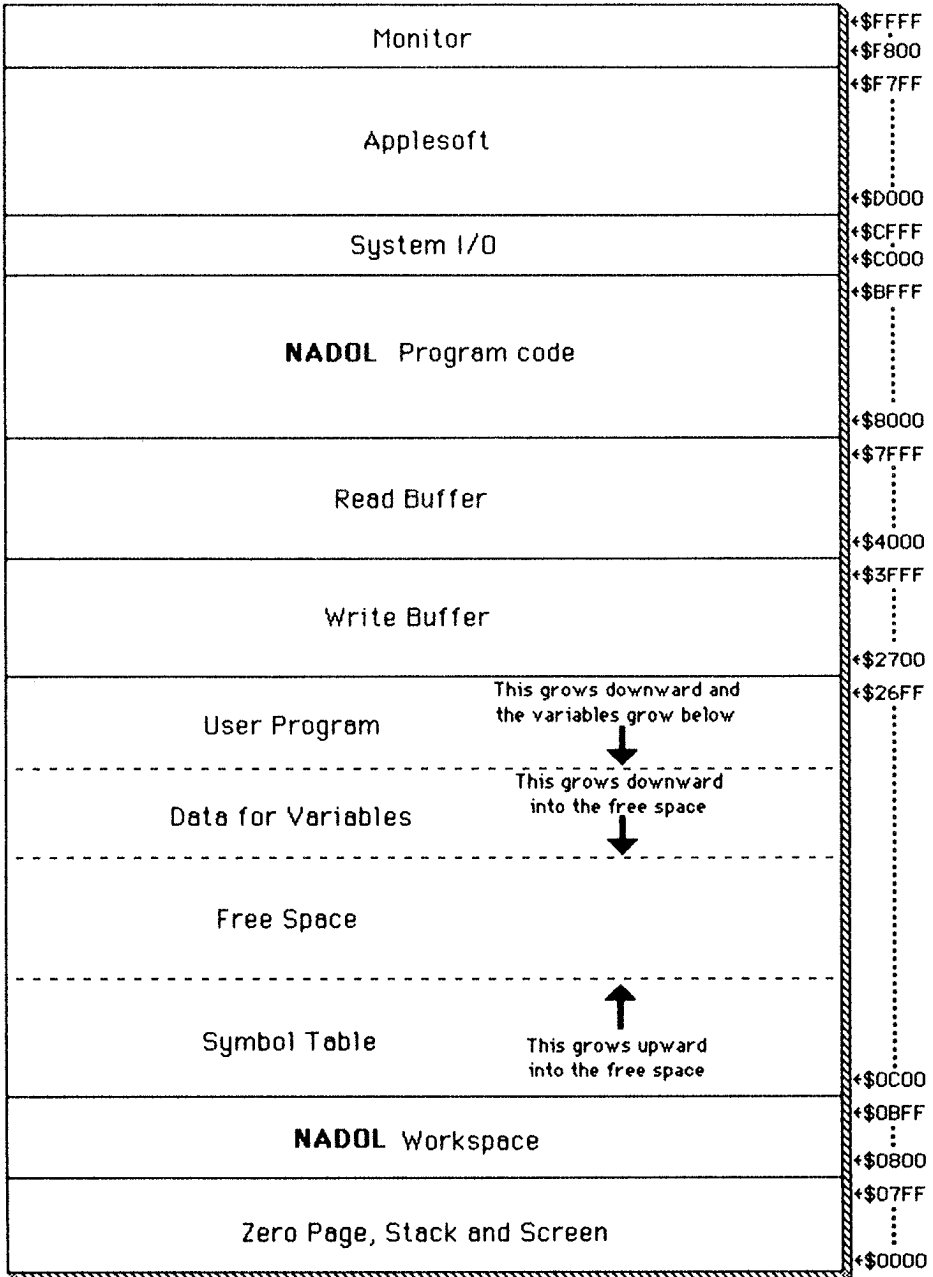 Monitor
←$FFFF
←$F800
Applesoft
←$F7FF
←$D000
System I/O
←$CFFF
←$C000
NADOL Program code
←$BFFF
←$8000
Read Buffer
←$7FFF
←$4000
Write Buffer
←$3FFF
←$2700
User Program
This grows downward and
the variables grow below
←$26FF
Data for Variables
This grows downward
into the free space
Free Space
Symbol Table
This grows upward
into the free space
←$0C00
NADOL Workspace
←$0BFF
←$0800
Zero Page, Stack and Screen
←$07FF
←$0000